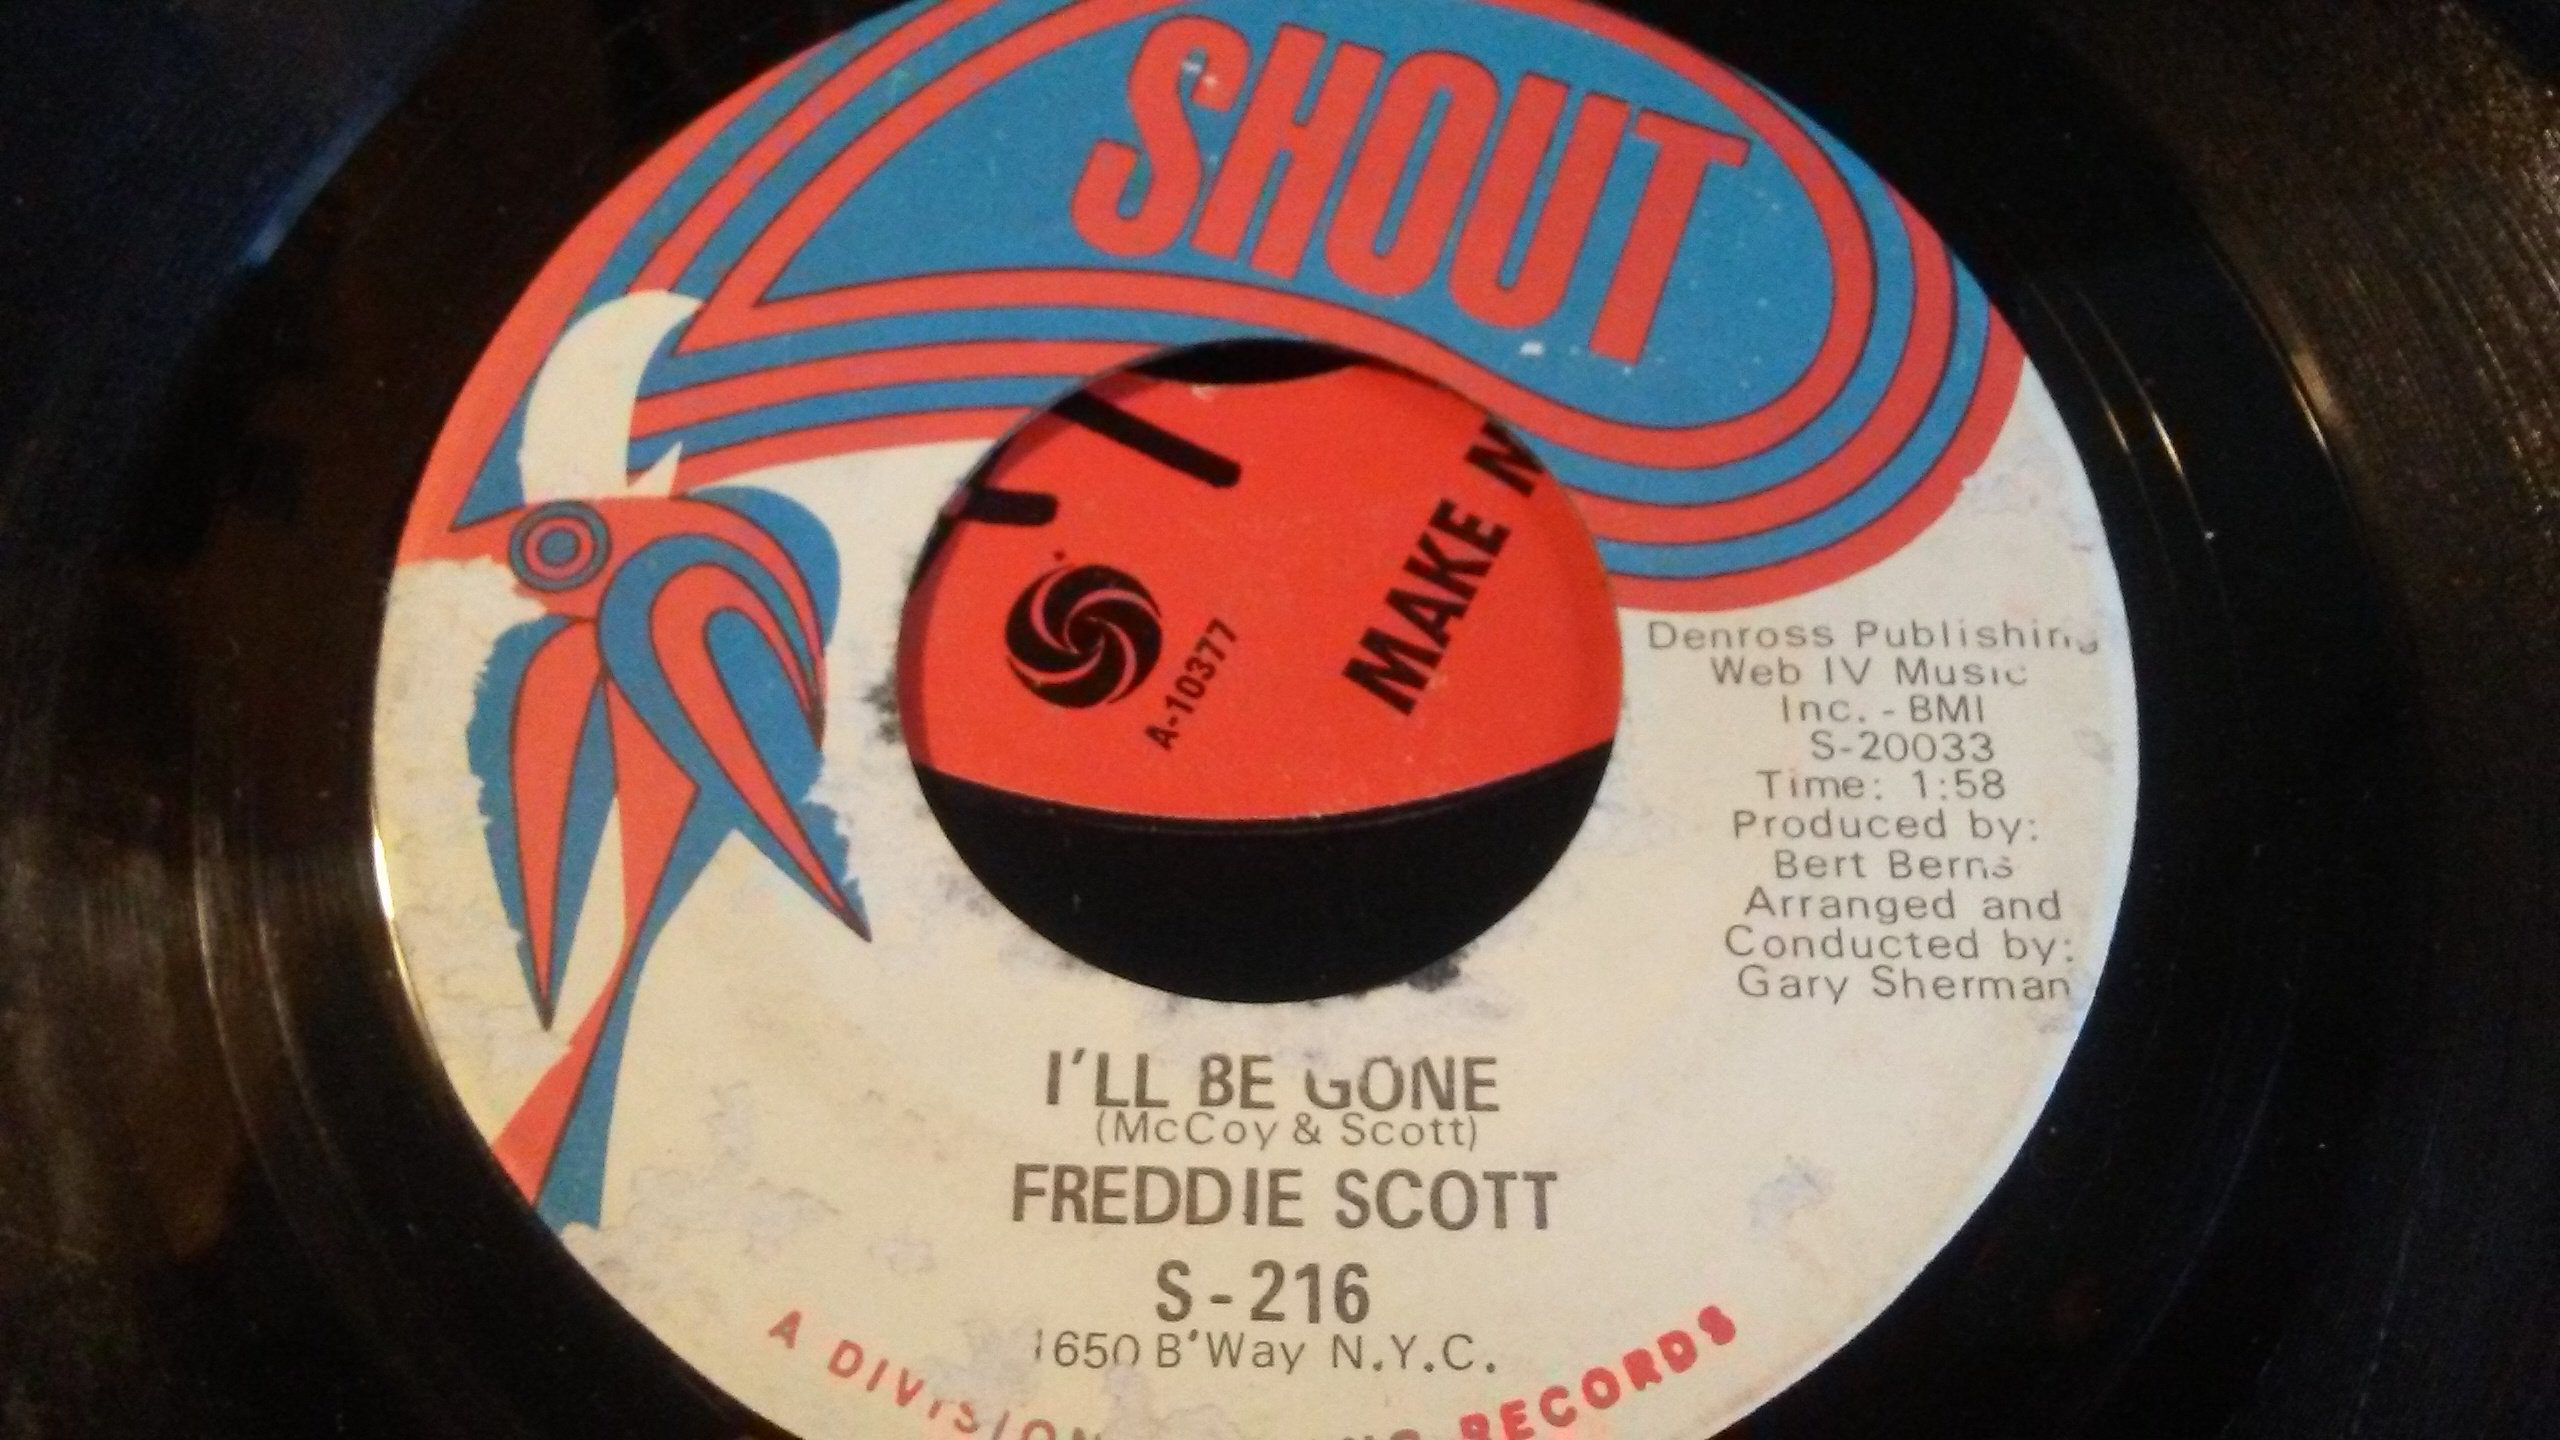 SHOUT
A-10377
MAKE
Denross Publishing
Web IV Music
Inc. - BMI
S-20033
Time: 1:58
Produced by:
Bert Berns
Arranged and
Conducted by:
Gary Sherman
I'LL BE GONE
(McCoy & Scott)
FREDDIE SCOTT
S-216
1650 B'Way N.Y.C.
A DIVISION RECORDS